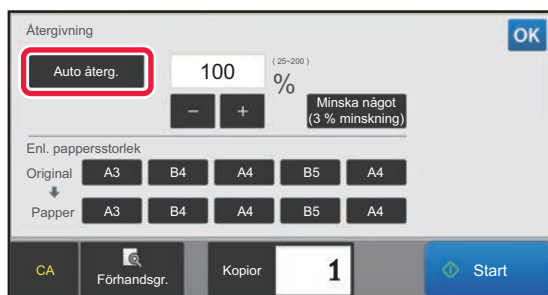 Återgivning
OK
Auto återg.
100
(25~200)
%
−
+
Minska något
(3 % minskning)
Enl. pappersstorlek
Original A3 B4 A4 B5 A4
Papper A3 B4 A4 B5 A4
CA
Förhandsgr.
Kopior
1
Start